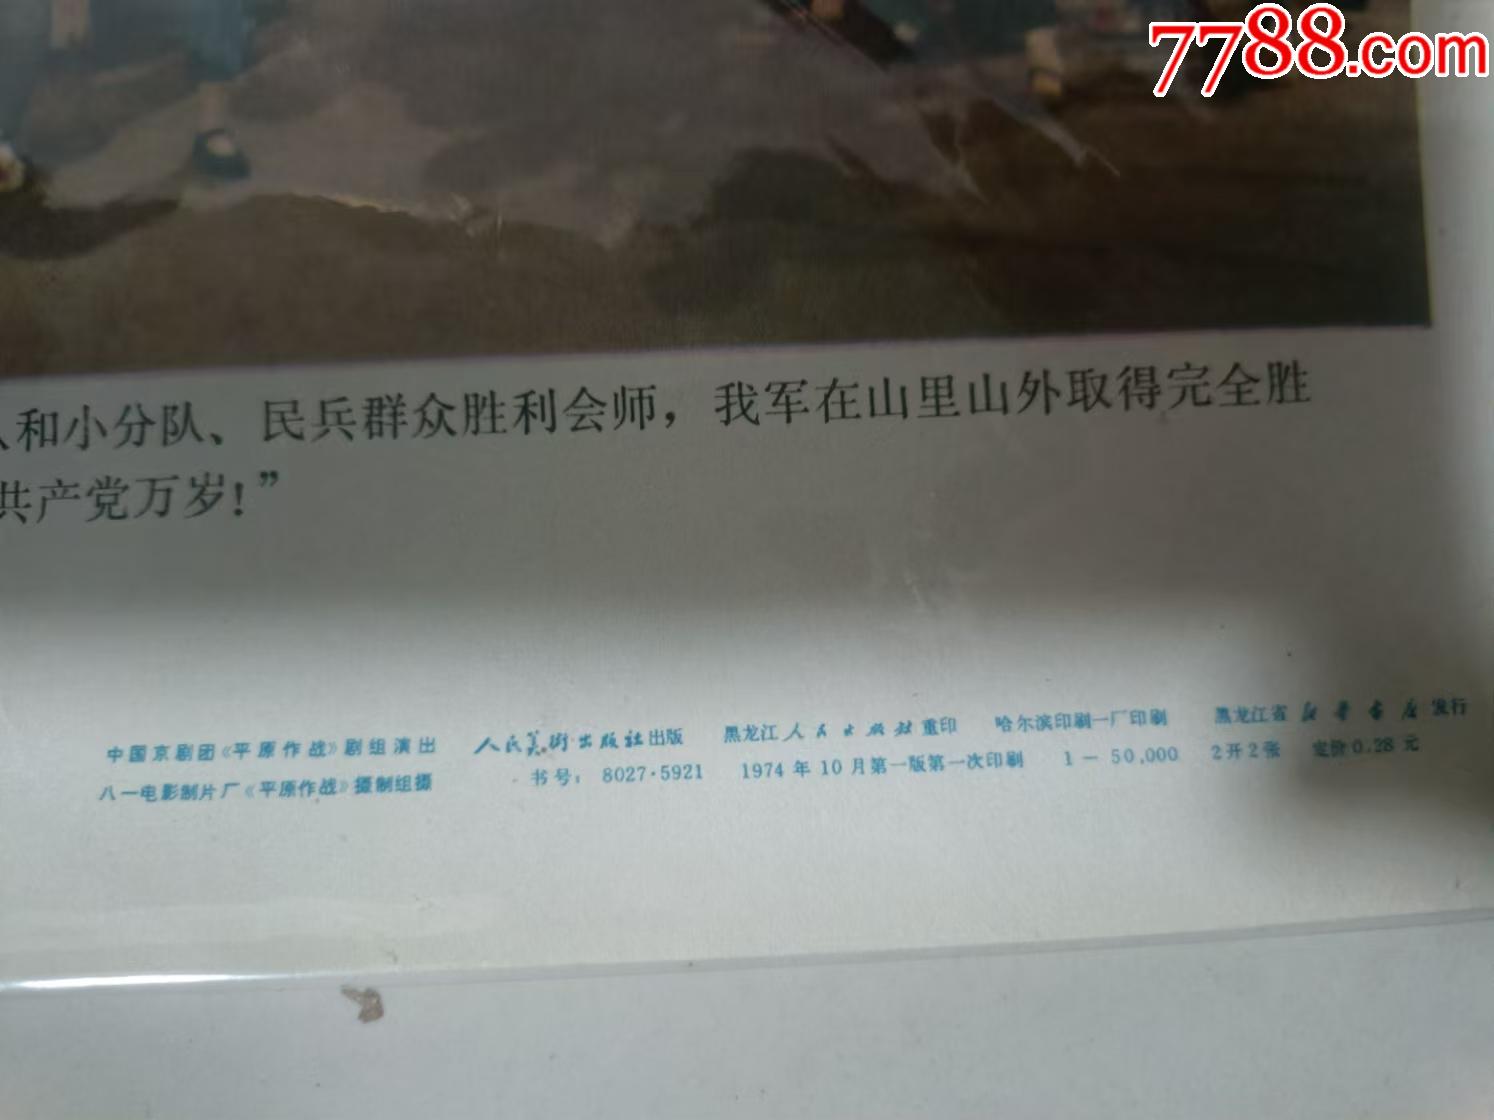 7788.com
和小分队、民兵群众胜利会师，我军在山里山外取得完全胜
共产党万岁！”
中国京剧团《平原作战》剧组演出 人民美术出版社出版 黑龙江人民出版社重印 哈尔滨印刷一厂印刷 黑龙江省新华书店发行
八一电影制片厂《平原作战》摄制组摄 书号：8027·5921 1974年10月第一版第一次印刷 1－50,000 2开2张 定价0.28元